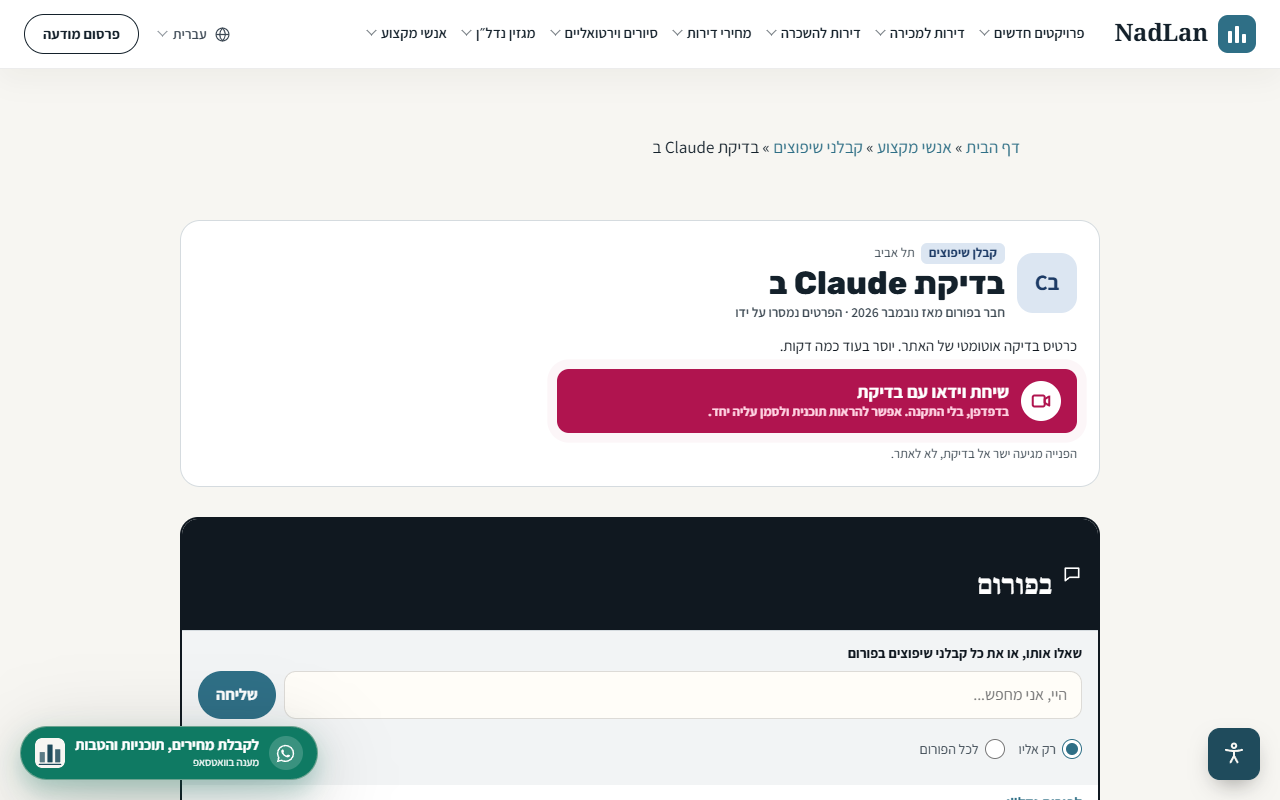 NadLan
פרויקטים חדשים
דירות למכירה
דירות להשכרה
מחירי דירות
סיורים וירטואליים
מגזין נדל״ן
אנשי מקצוע
עברית
פרסום מודעה
דף הבית » אנשי מקצוע » קבלני שיפוצים » בדיקת Claude ב
בC
קבלן שיפוצים תל אביב
בדיקת Claude ב
חבר בפורום מאז נובמבר 2026 · הפרטים נמסרו על ידו
כרטיס בדיקה אוטומטי של האתר. יוסר בעוד כמה דקות.
שיחת וידאו עם בדיקת
בדפדפן, בלי התקנה. אפשר להראות תוכנית ולסמן עליה יחד.
הפנייה מגיעה ישר אל בדיקת, לא לאתר.
בפורום
שאלו אותו, או את כל קבלני שיפוצים בפורום
היי, אני מחפש...
שליחה
רק אליו
לכל הפורום
לקבלת מחירים, תוכניות והטבות
מענה בוואטסאפ